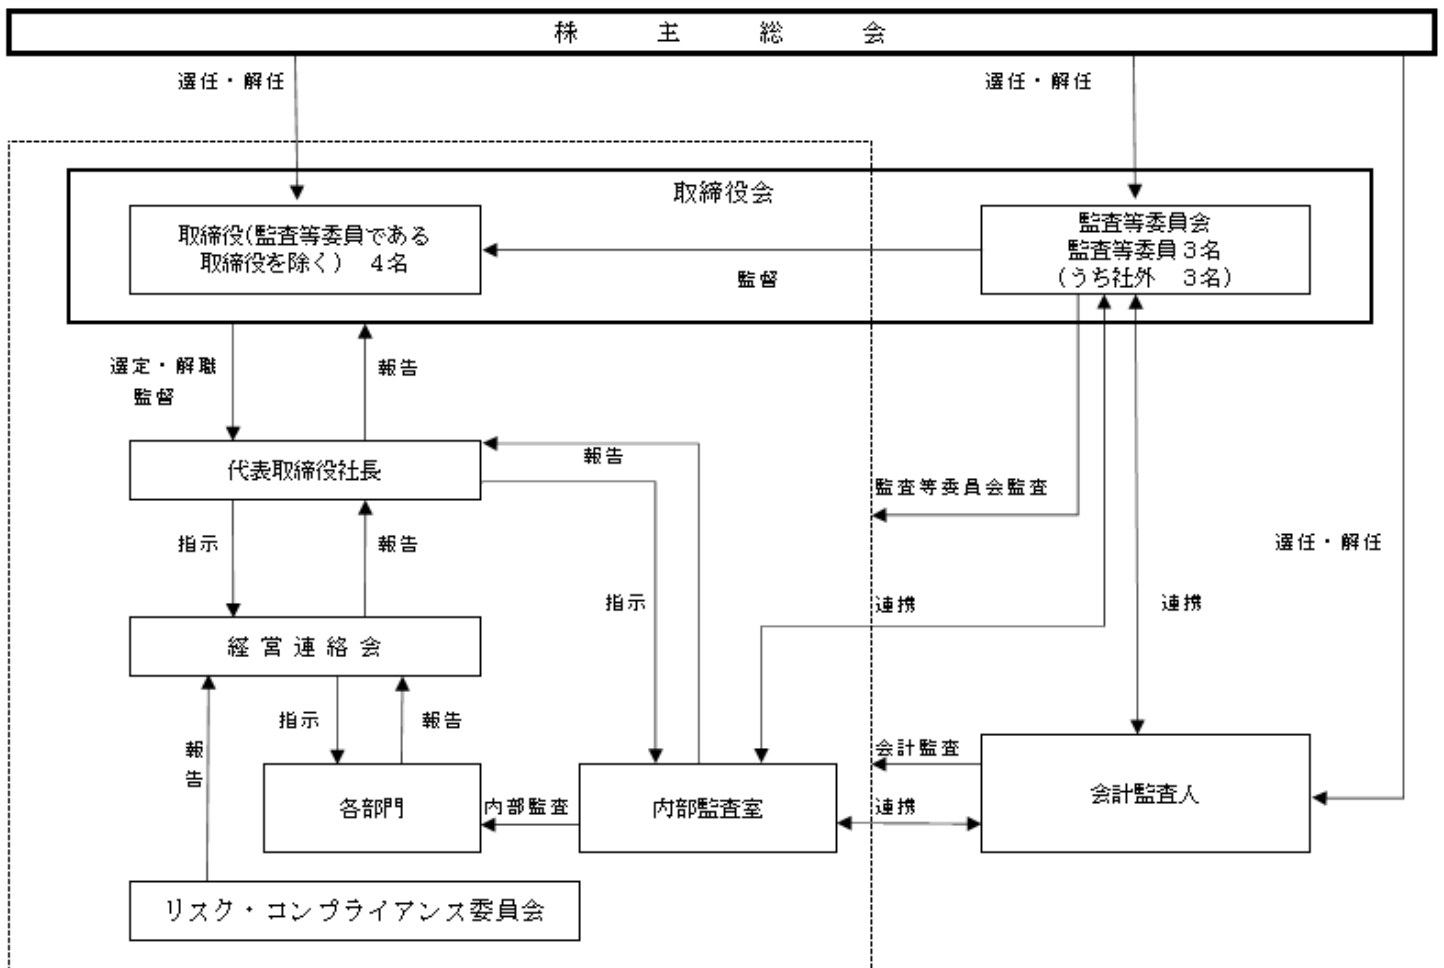 株主総会
選任・解任
選任・解任
取締役会
取締役(監査等委員である
取締役を除く) 4名
監査等委員会
監査等委員3名
(うち社外 3名)
監督
選定・解職
監督
報告
代表取締役社長
報告
監査等委員会監査
指示
報告
選任・解任
指示
連携
連携
経営連絡会
指示
報告
報告
会計監査
各部門
内部監査
内部監査室
連携
会計監査人
リスク・コンプライアンス委員会